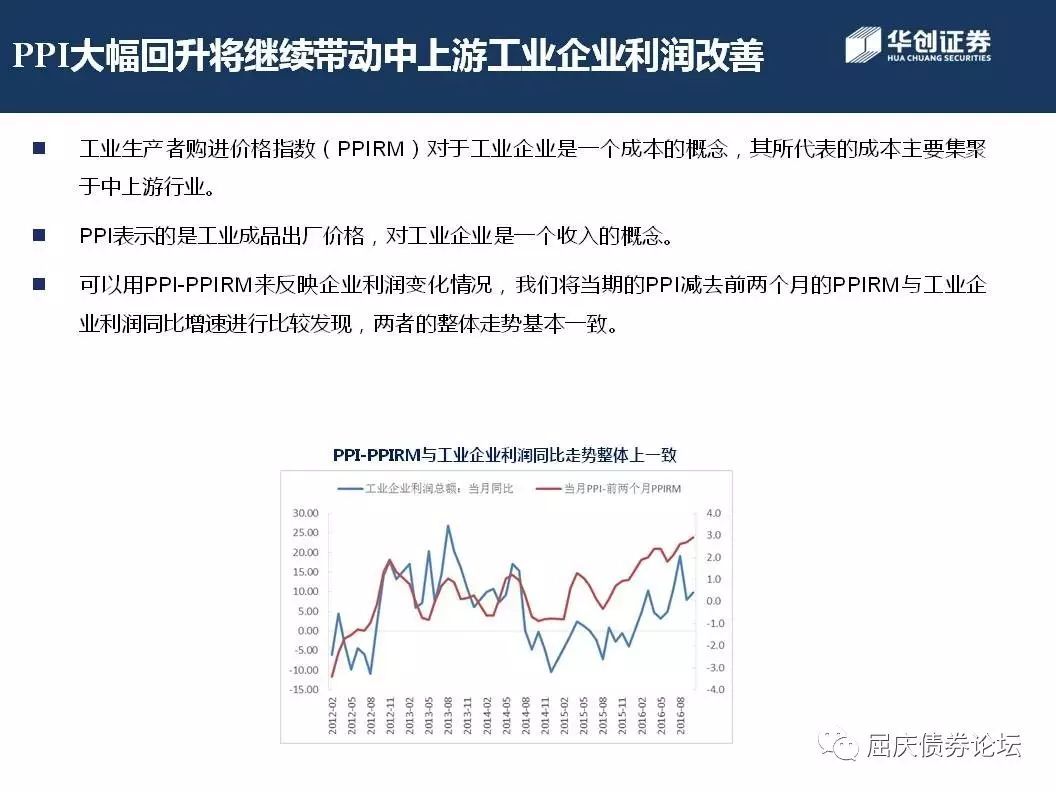 PPI大幅回升将继续带动中上游工业企业利润改善
华创证券
HUA CHUANG SECURITIES
工业生产者购进价格指数（PPIRM）对于工业企业是一个成本的概念，其所代表的成本主要集聚
于中上游行业。
PPI表示的是工业成品出厂价格，对工业企业是一个收入的概念。
可以用PPI-PPIRM来反映企业利润变化情况，我们将当期的PPI减去前两个月的PPIRM与工业企
业利润同比增速进行比较发现，两者的整体走势基本一致。
PPI-PPIRM与工业企业利润同比走势整体上一致
工业企业利润总额：当月同比 当月PPI-前两个月PPIRM
30.00 4.0
25.00 3.0
20.00 2.0
15.00 1.0
10.00 0.0
5.00 -1.0
0.00 -2.0
-5.00 -3.0
-10.00 -4.0
-15.00
2012-02 2012-05 2012-08 2012-11 2013-02 2013-05 2013-08 2013-11 2014-02 2014-05 2014-08 2014-11 2015-02 2015-05 2015-08 2015-11 2016-02 2016-05 2016-08
屈庆债券论坛